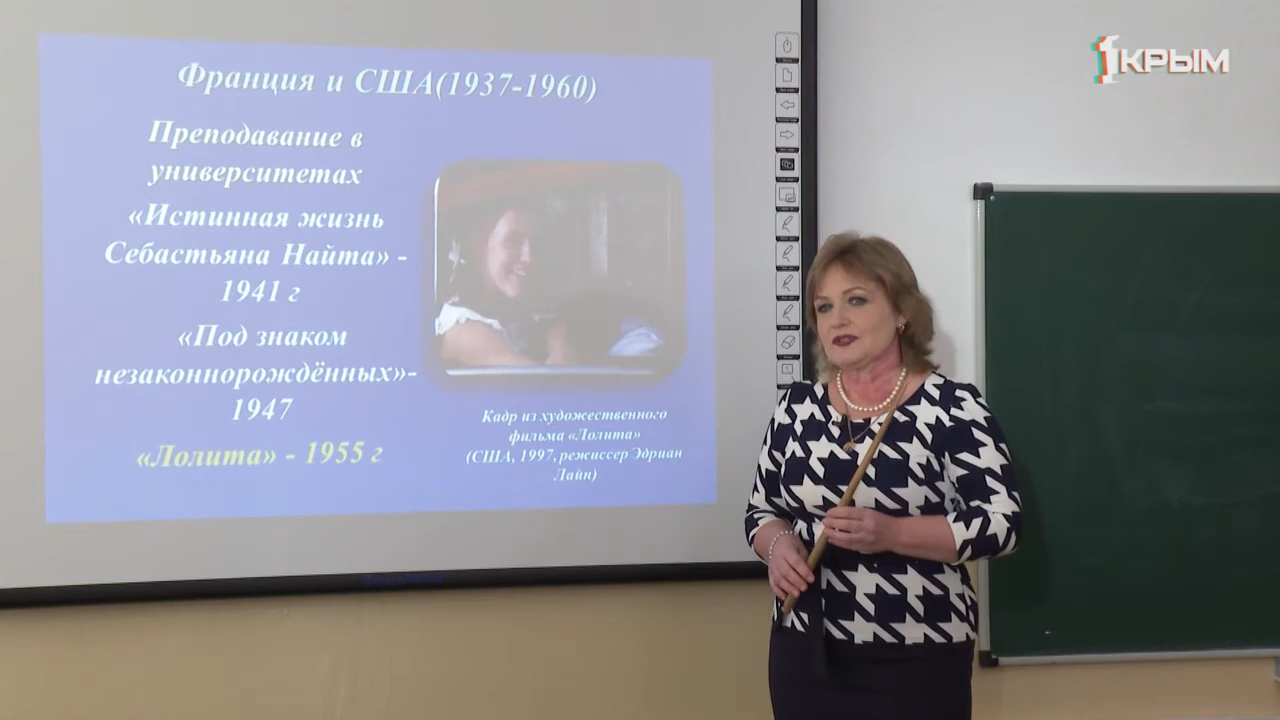 1КРЫМ
Франция и США(1937-1960)
Преподавание в
университетах
«Истинная жизнь
Себастьяна Найта» -
1941 г
«Под знаком
незаконнорождённых»-
1947
«Лолита» - 1955 г
Кадр из художественного
фильма «Лолита»
(США, 1997, режиссер Эдриан
Лайн)